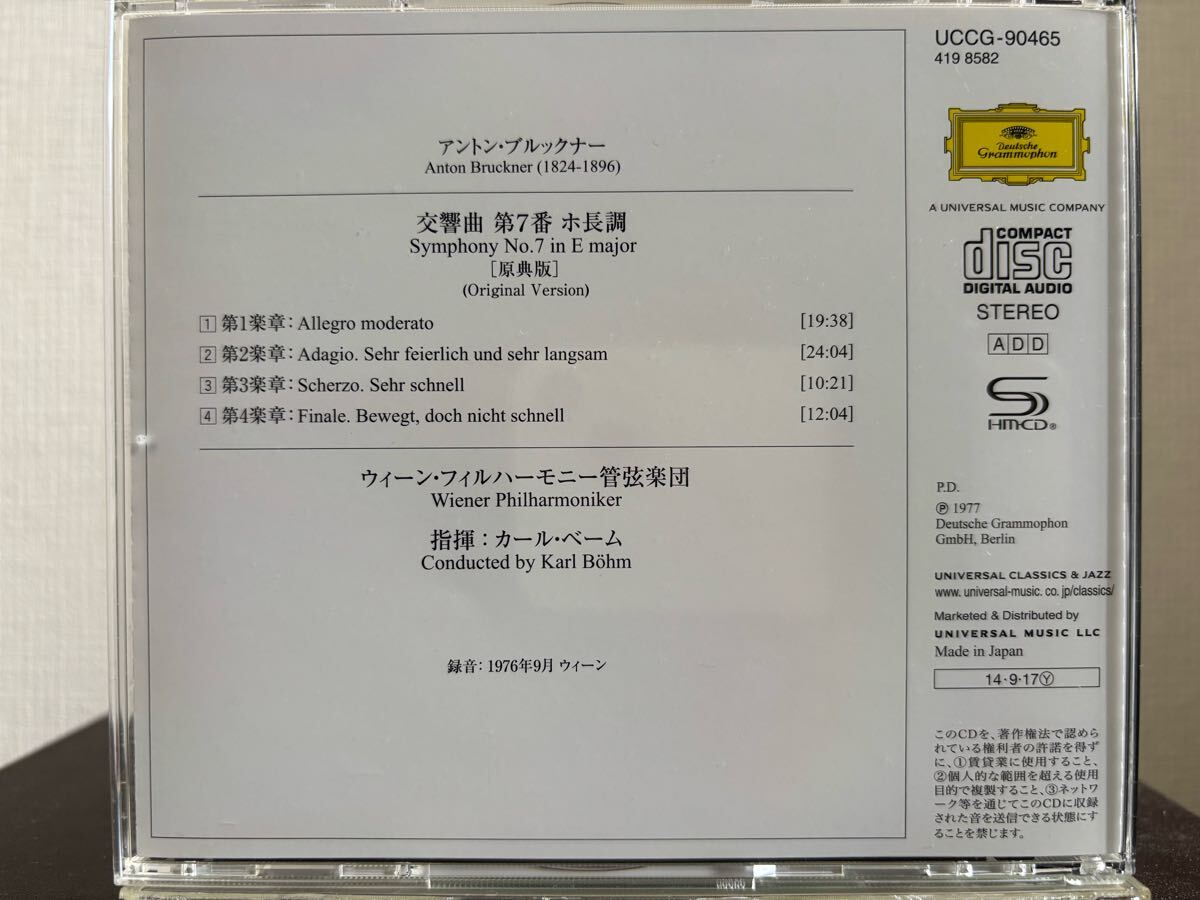 アントン・ブルックナー
Anton Bruckner (1824-1896)
交響曲 第7番 ホ長調
Symphony No.7 in E major
[原典版]
(Original Version)
1 第1楽章: Allegro moderato [19:38]
2 第2楽章: Adagio. Sehr feierlich und sehr langsam [24:04]
3 第3楽章: Scherzo. Sehr schnell [10:21]
4 第4楽章: Finale. Bewegt, doch nicht schnell [12:04]
ウィーン・フィルハーモニー管弦楽団
Wiener Philharmoniker
指揮:カール・ベーム
Conducted by Karl Böhm
録音:1976年9月 ウィーン
UCCG-90465
419 8582
Deutsche
Grammophon
A UNIVERSAL MUSIC COMPANY
COMPACT
disc
DIGITAL AUDIO
STEREO
ADD
HM-CD®
P.D.
℗ 1977
Deutsche Grammophon
GmbH, Berlin
UNIVERSAL CLASSICS & JAZZ
www. universal-music. co. jp/classics/
Marketed & Distributed by
UNIVERSAL MUSIC LLC
Made in Japan
14・9・17Ⓨ
このCDを、著作権法で認めら
れている権利者の許諾を得ず
に、①賃貸業に使用すること、
②個人的な範囲を超える使用
目的で複製すること、③ネットワ
ーク等を通じてこのCDに収録
された音を送信できる状態にす
ることを禁じます。